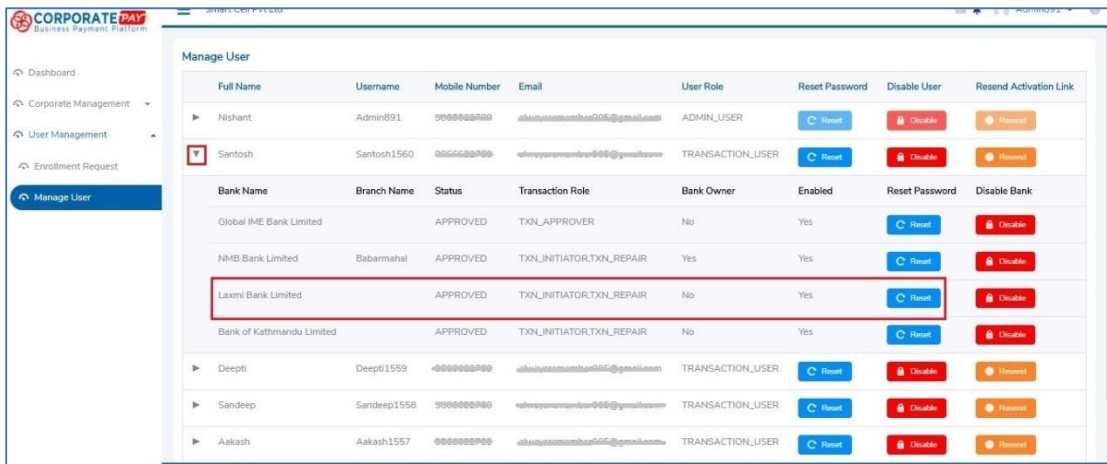 CORPORATE PAY
Business Payment Platform
Smart Cell Pvt Ltd
Admin891
Dashboard
Corporate Management
User Management
Enrollment Request
Manage User
Manage User
Full Name Username Mobile Number Email User Role Reset Password Disable User Resend Activation Link
Nishant Admin891 ADMIN_USER Reset Disable Resend
Santosh Santosh1560 TRANSACTION_USER Reset Disable Resend
Bank Name Branch Name Status Transaction Role Bank Owner Enabled Reset Password Disable Bank
Global IME Bank Limited APPROVED TXN_APPROVER No Yes Reset Disable
NMB Bank Limited Babarmahal APPROVED TXN_INITIATOR,TXN_REPAIR Yes Yes Reset Disable
Laxmi Bank Limited APPROVED TXN_INITIATOR,TXN_REPAIR No Yes Reset Disable
Bank of Kathmandu Limited APPROVED TXN_INITIATOR,TXN_REPAIR No Yes Reset Disable
Deepti Deepti1559 TRANSACTION_USER Reset Disable Resend
Sandeep Sandeep1558 TRANSACTION_USER Reset Disable Resend
Aakash Aakash1557 TRANSACTION_USER Reset Disable Resend